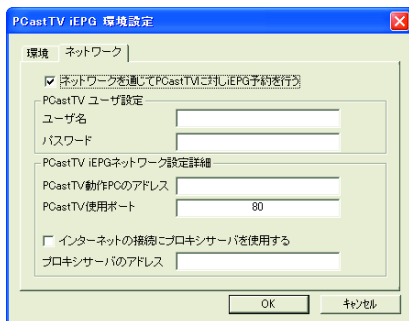 PCastTV iEPG 環境設定
環境 ネットワーク
ネットワークを通じてPCastTVに対しiEPG予約を行う
PCastTV ユーザ設定
ユーザ名
パスワード
PCastTV iEPGネットワーク設定詳細
PCastTV動作PCのアドレス
PCastTV使用ポート 80
インターネットの接続にプロキシサーバを使用する
プロキシサーバのアドレス
OK キャンセル